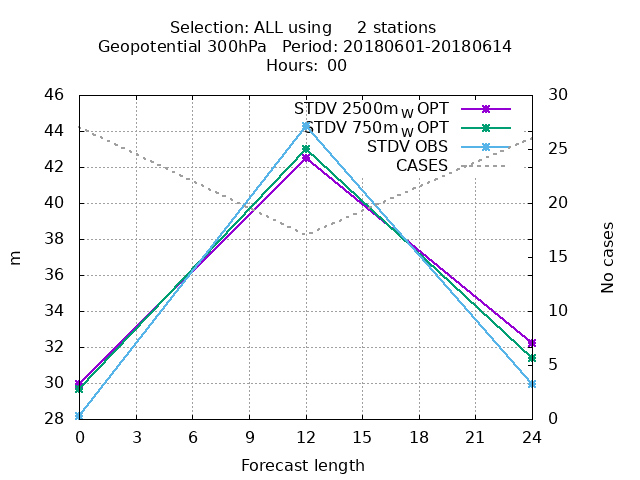 Selection: ALL using 2 stations
Geopotential 300hPa Period: 20180601-20180614
Hours: 00
46 30
STDV 2500m W OPT
44 STDV 750m W OPT
25
STDV OBS
42 CASES
40 20
38
15
36
34 10
32
5
30
28 0
0 3 6 9 12 15 18 21 24
Forecast length
m
No cases